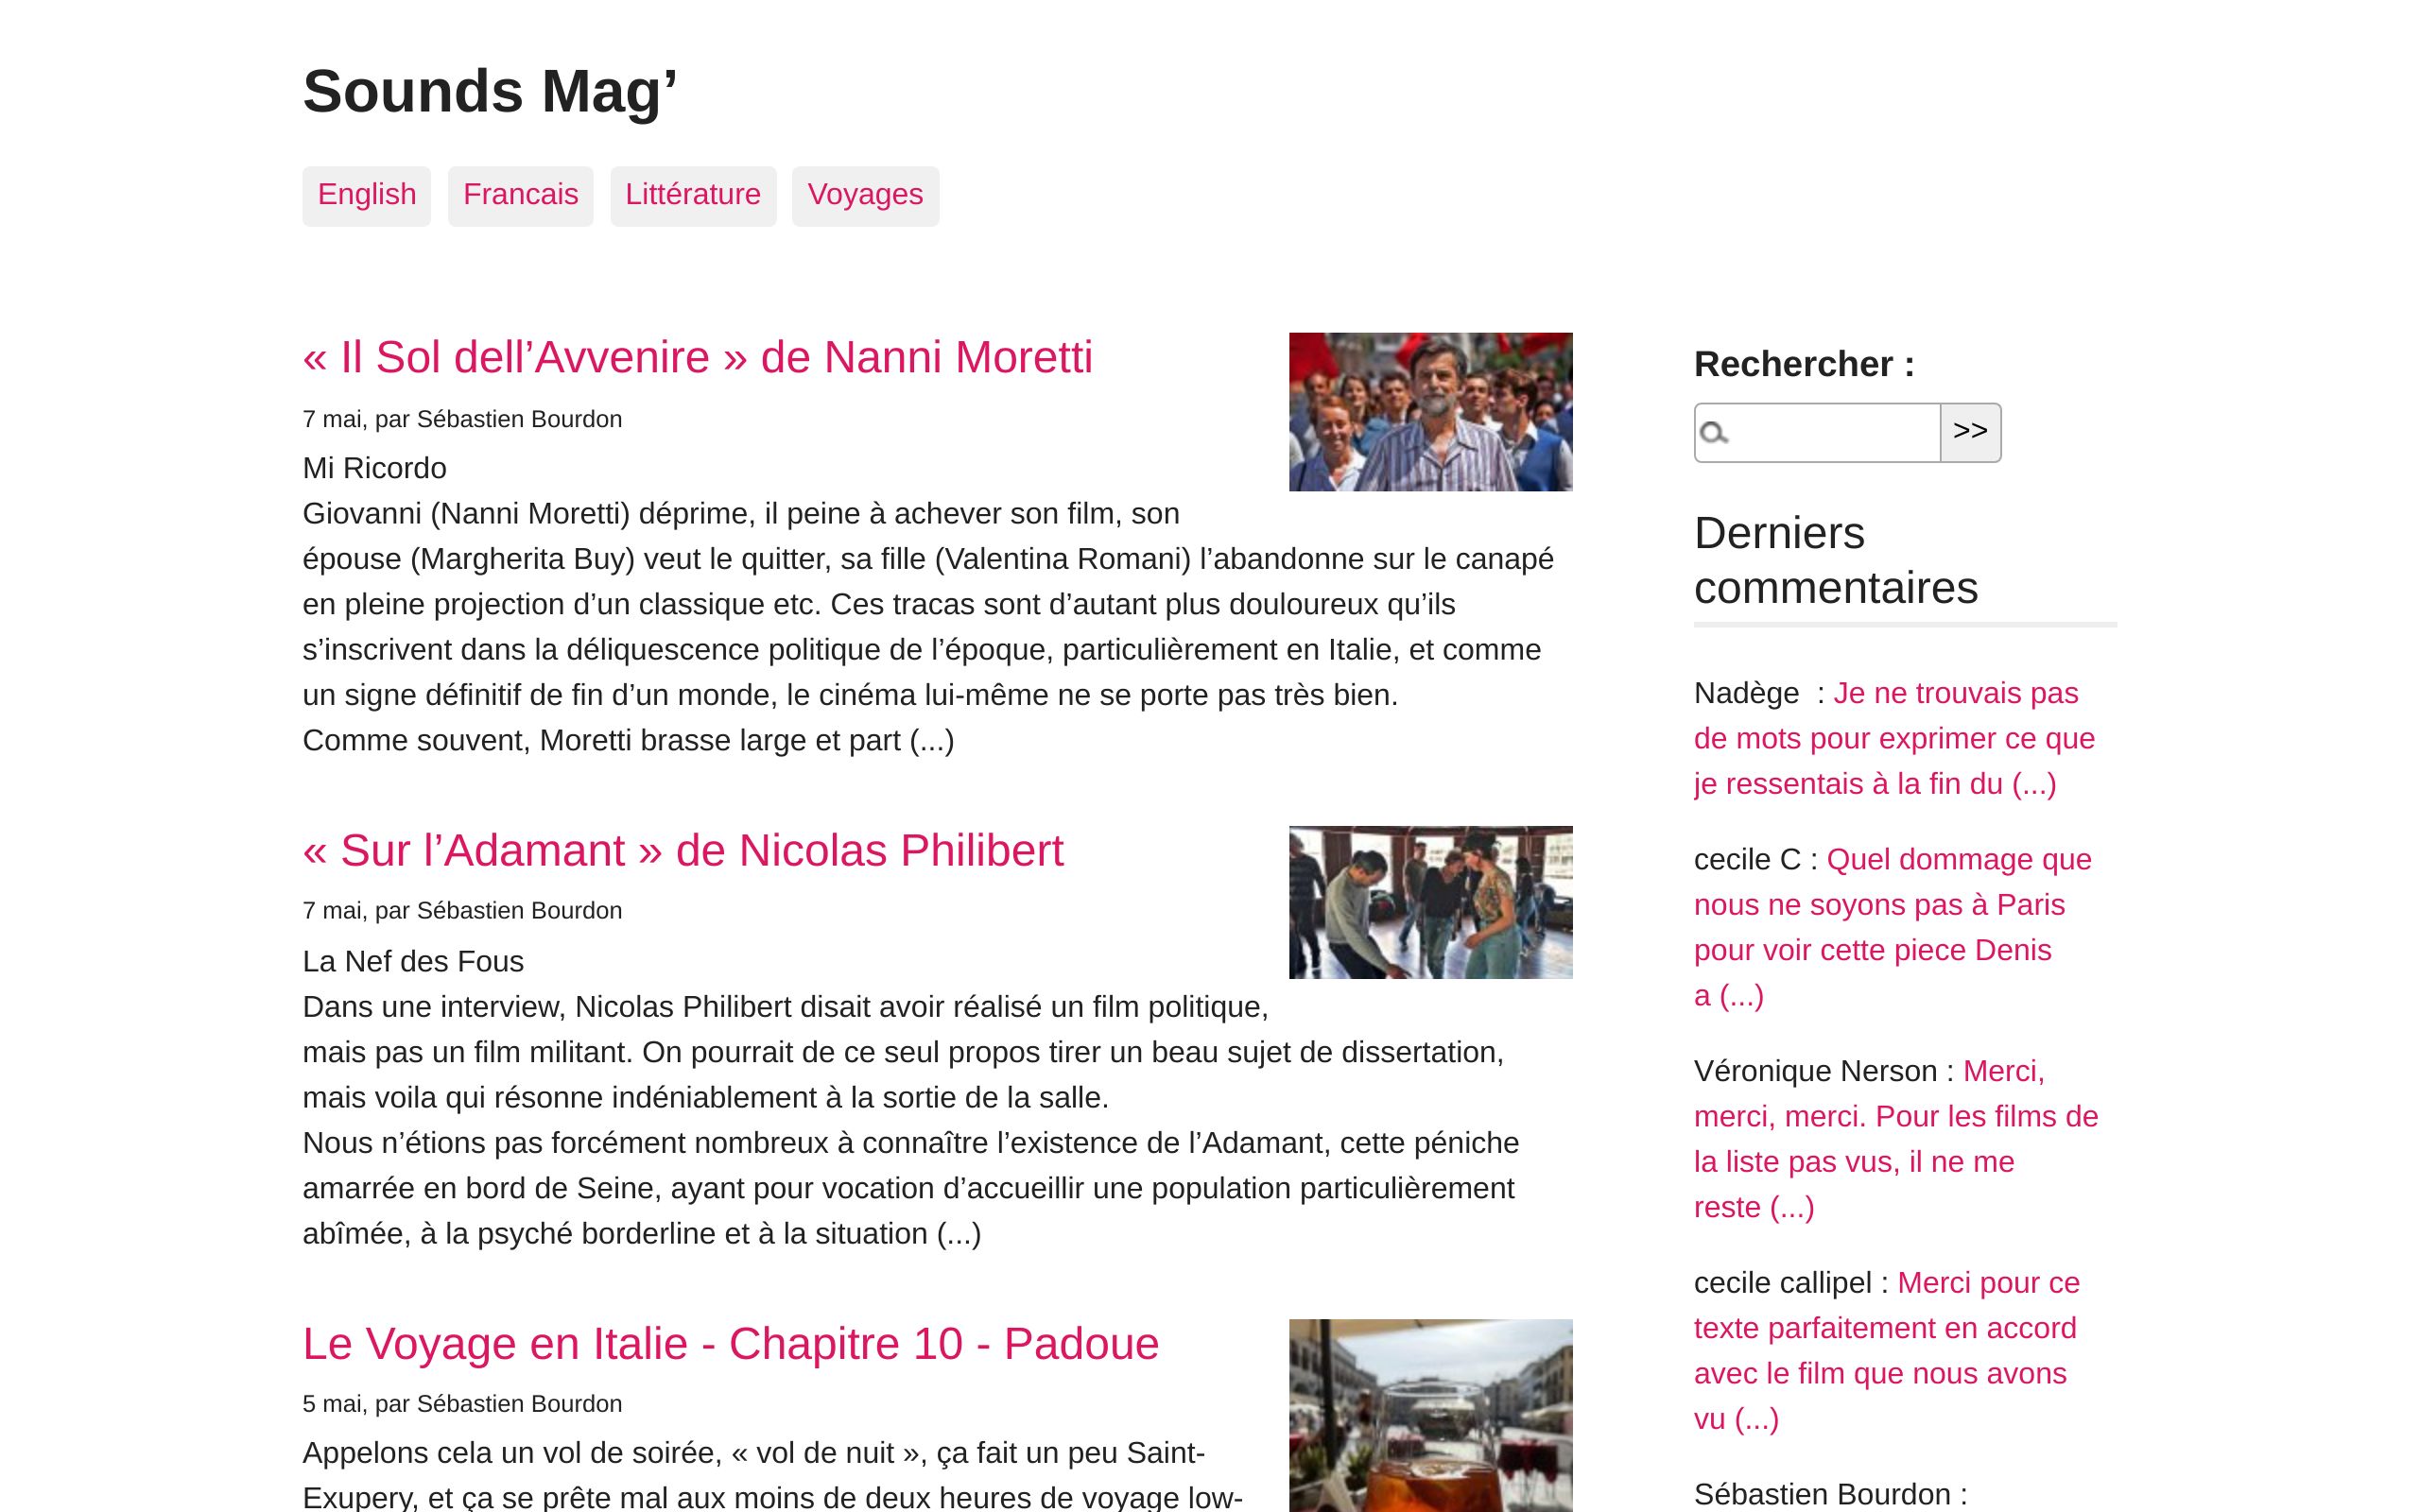 Sounds Mag’
English
Francais
Littérature
Voyages
« Il Sol dell’Avvenire » de Nanni Moretti
7 mai, par Sébastien Bourdon
Mi Ricordo
Giovanni (Nanni Moretti) déprime, il peine à achever son film, son
épouse (Margherita Buy) veut le quitter, sa fille (Valentina Romani) l’abandonne sur le canapé
en pleine projection d’un classique etc. Ces tracas sont d’autant plus douloureux qu’ils
s’inscrivent dans la déliquescence politique de l’époque, particulièrement en Italie, et comme
un signe définitif de fin d’un monde, le cinéma lui-même ne se porte pas très bien.
Comme souvent, Moretti brasse large et part (...)
« Sur l’Adamant » de Nicolas Philibert
7 mai, par Sébastien Bourdon
La Nef des Fous
Dans une interview, Nicolas Philibert disait avoir réalisé un film politique,
mais pas un film militant. On pourrait de ce seul propos tirer un beau sujet de dissertation,
mais voila qui résonne indéniablement à la sortie de la salle.
Nous n’étions pas forcément nombreux à connaître l’existence de l’Adamant, cette péniche
amarrée en bord de Seine, ayant pour vocation d’accueillir une population particulièrement
abîmée, à la psyché borderline et à la situation (...)
Le Voyage en Italie - Chapitre 10 - Padoue
5 mai, par Sébastien Bourdon
Appelons cela un vol de soirée, « vol de nuit », ça fait un peu Saint-
Exupery, et ça se prête mal aux moins de deux heures de voyage low-
Rechercher :
>>
Derniers
commentaires
Nadège  : Je ne trouvais pas
de mots pour exprimer ce que
je ressentais à la fin du (...)
cecile C : Quel dommage que
nous ne soyons pas à Paris
pour voir cette piece Denis
a (...)
Véronique Nerson : Merci,
merci, merci. Pour les films de
la liste pas vus, il ne me
reste (...)
cecile callipel : Merci pour ce
texte parfaitement en accord
avec le film que nous avons
vu (...)
Sébastien Bourdon :